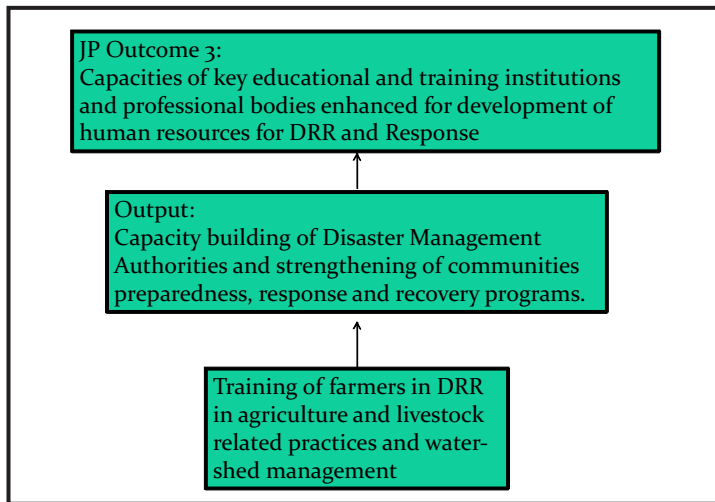 JP Outcome 3:
Capacities of key educational and training institutions
and professional bodies enhanced for development of
human resources for DRR and Response
Output:
Capacity building of Disaster Management
Authorities and strengthening of communities
preparedness, response and recovery programs.
Training of farmers in DRR
in agriculture and livestock
related practices and water-
shed management